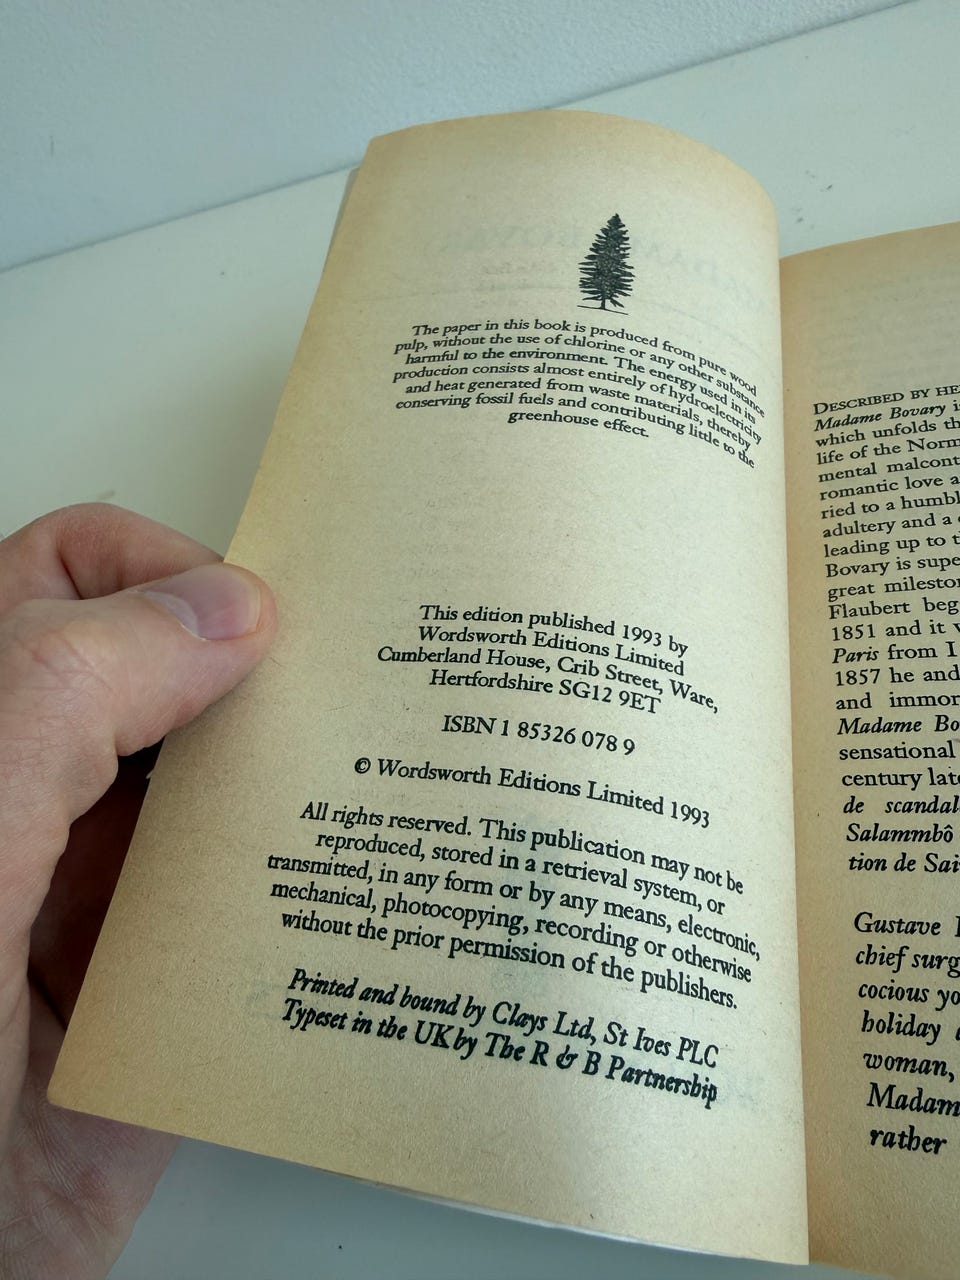 The paper in this book is produced from pure wood
pulp, without the use of chlorine or any other substance
harmful to the environment. The energy used in its
production consists almost entirely of hydroelectricity
and heat generated from waste materials, thereby
conserving fossil fuels and contributing little to the
greenhouse effect.
This edition published 1993 by
Wordsworth Editions Limited
Cumberland House, Crib Street, Ware,
Hertfordshire SG12 9ET
ISBN 1 85326 078 9
© Wordsworth Editions Limited 1993
All rights reserved. This publication may not be
reproduced, stored in a retrieval system, or
transmitted, in any form or by any means, electronic,
mechanical, photocopying, recording or otherwise
without the prior permission of the publishers.
Printed and bound by Clays Ltd, St Ives PLC
Typeset in the UK by The R & B Partnership
DESCRIBED BY
Madame Bovary
which unfolds
life of the
mental
romantic love
ried to a
adultery and a
leading up to
Bovary is
great
Flaubert
1851 and it
Paris from
1857 he and
and
Madame
sensational
century
de
Salammbô
tion de
Gustave
chief
cocious
holiday
woman,
rather